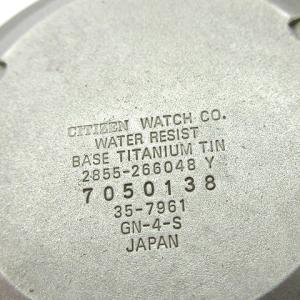 CITIZEN WATCH CO.
WATER RESIST
BASE TITANIUM TIN
2855-266048 Y
7050138
35-7961
GN-4-S
JAPAN